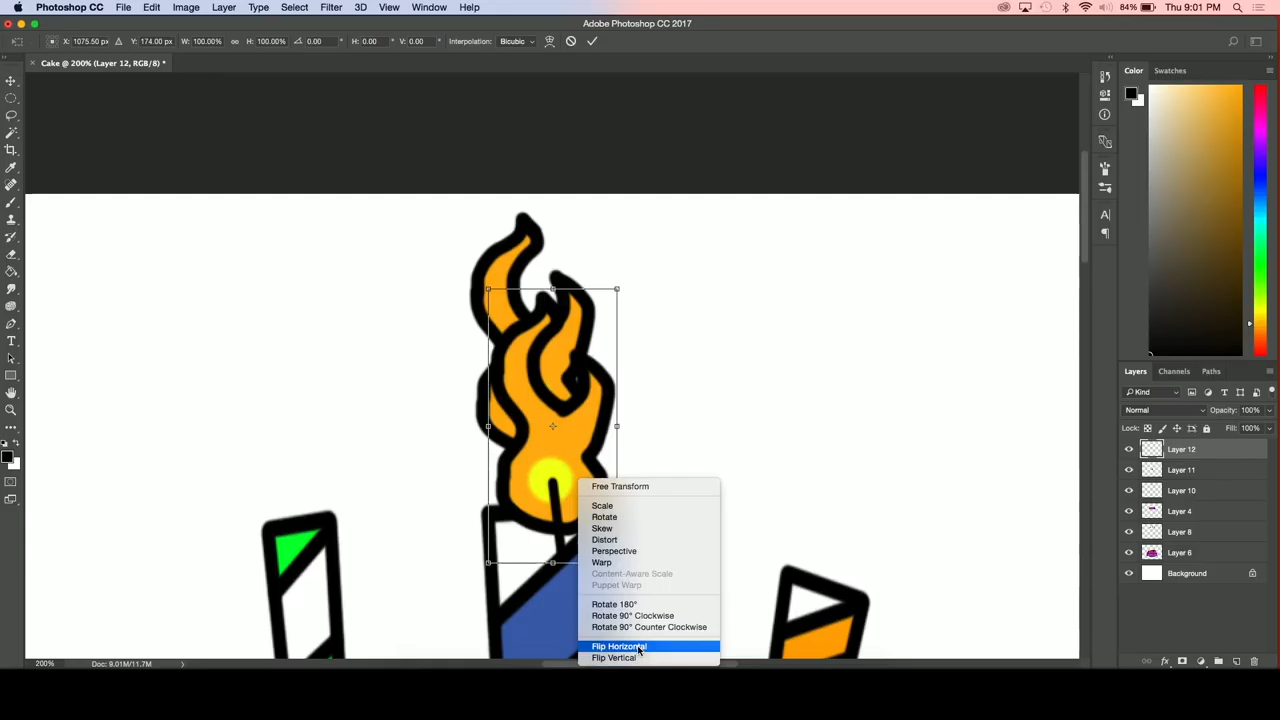 Photoshop CC File Edit Image Layer Type Select Filter 3D View Window Help 84% Thu 9:01 PM
Adobe Photoshop CC 2017
X: 1075.50 px Y: 174.00 px W: 100.00% H: 100.00% 0.00 ° H: 0.00 ° V: 0.00 ° Interpolation: Bicubic
Cake @ 200% (Layer 12, RGB/8) *
Color Swatches
Layers Channels Paths
Kind
Normal Opacity: 100%
Lock: Fill: 100%
Layer 12
Layer 11
Layer 10
Layer 4
Layer 8
Layer 6
Background
Free Transform
Scale
Rotate
Skew
Distort
Perspective
Warp
Content-Aware Scale
Puppet Warp
Rotate 180°
Rotate 90° Clockwise
Rotate 90° Counter Clockwise
Flip Horizontal
Flip Vertical
200% Doc: 9.01M/11.7M